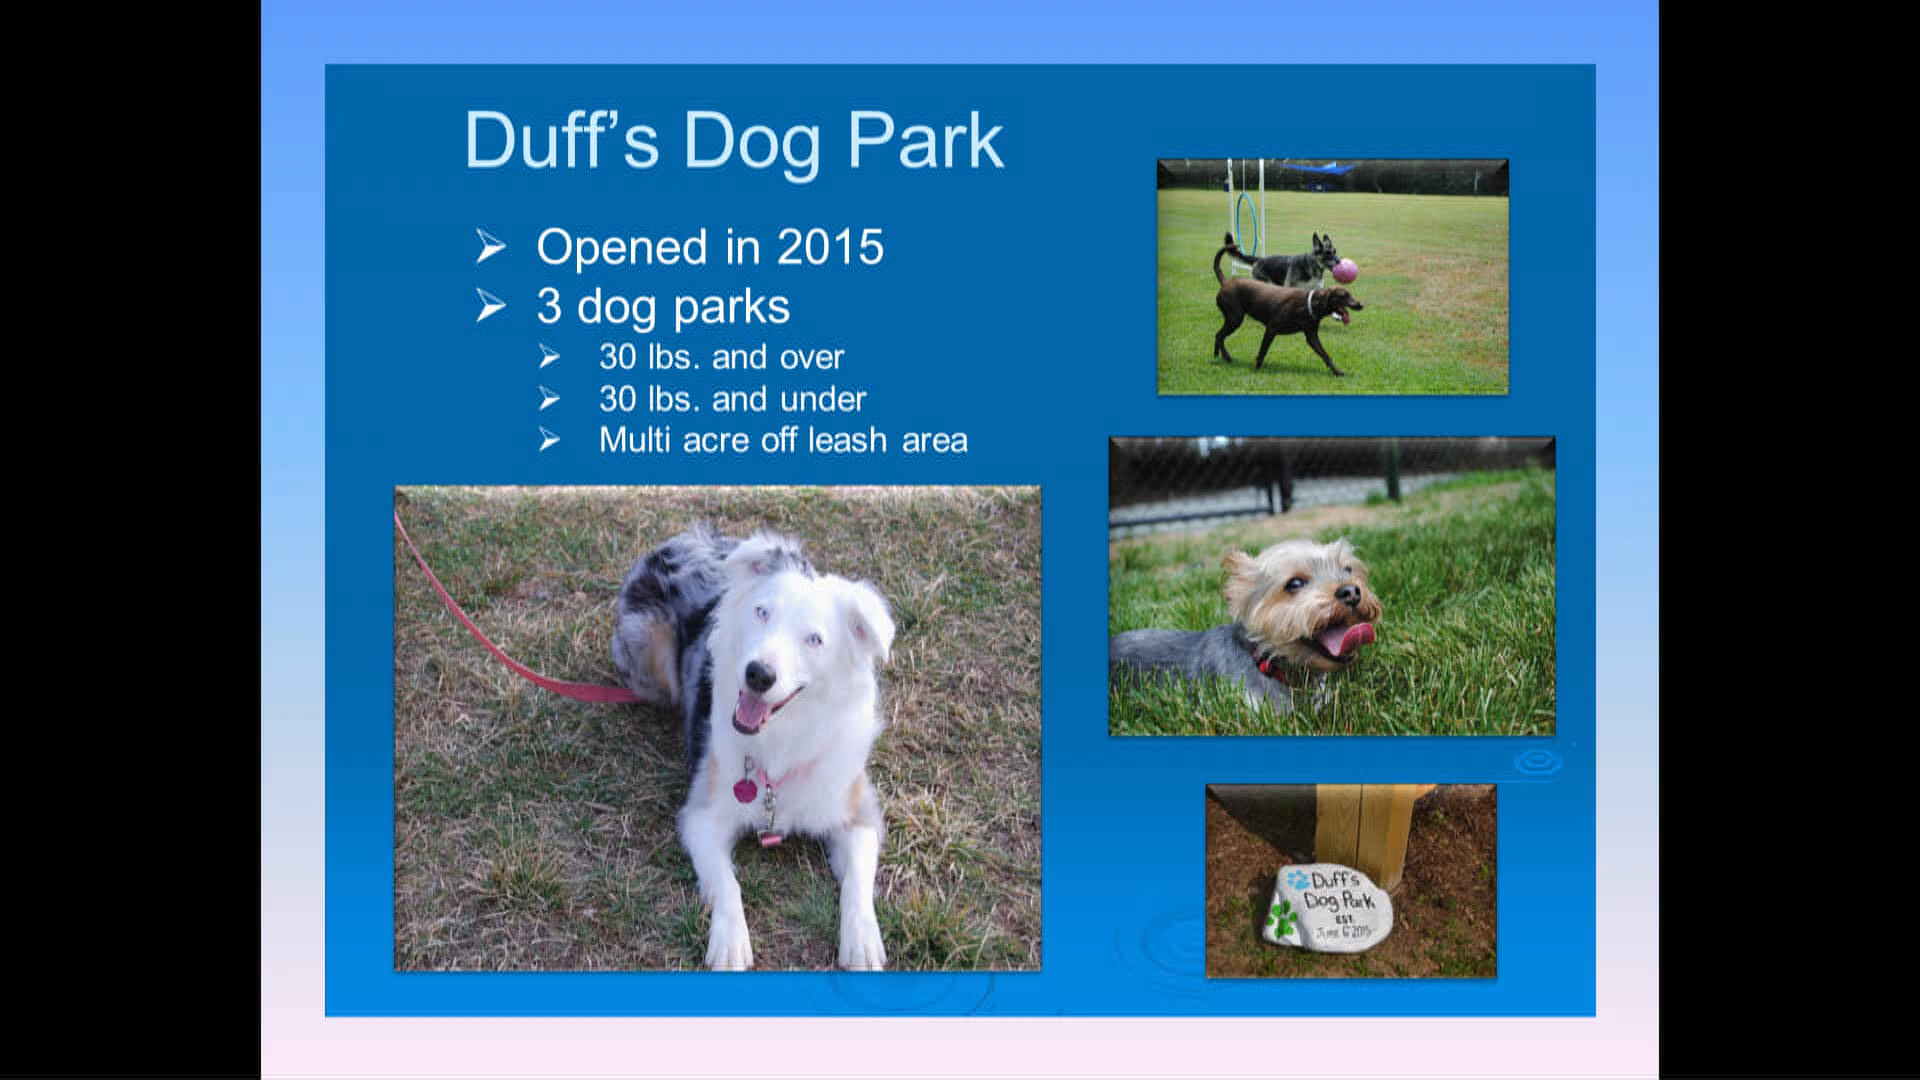 Duff's Dog Park
Opened in 2015
3 dog parks
30 lbs. and over
30 lbs. and under
Multi acre off leash area
Duff's
Dog Park
EST.
June 6 2015